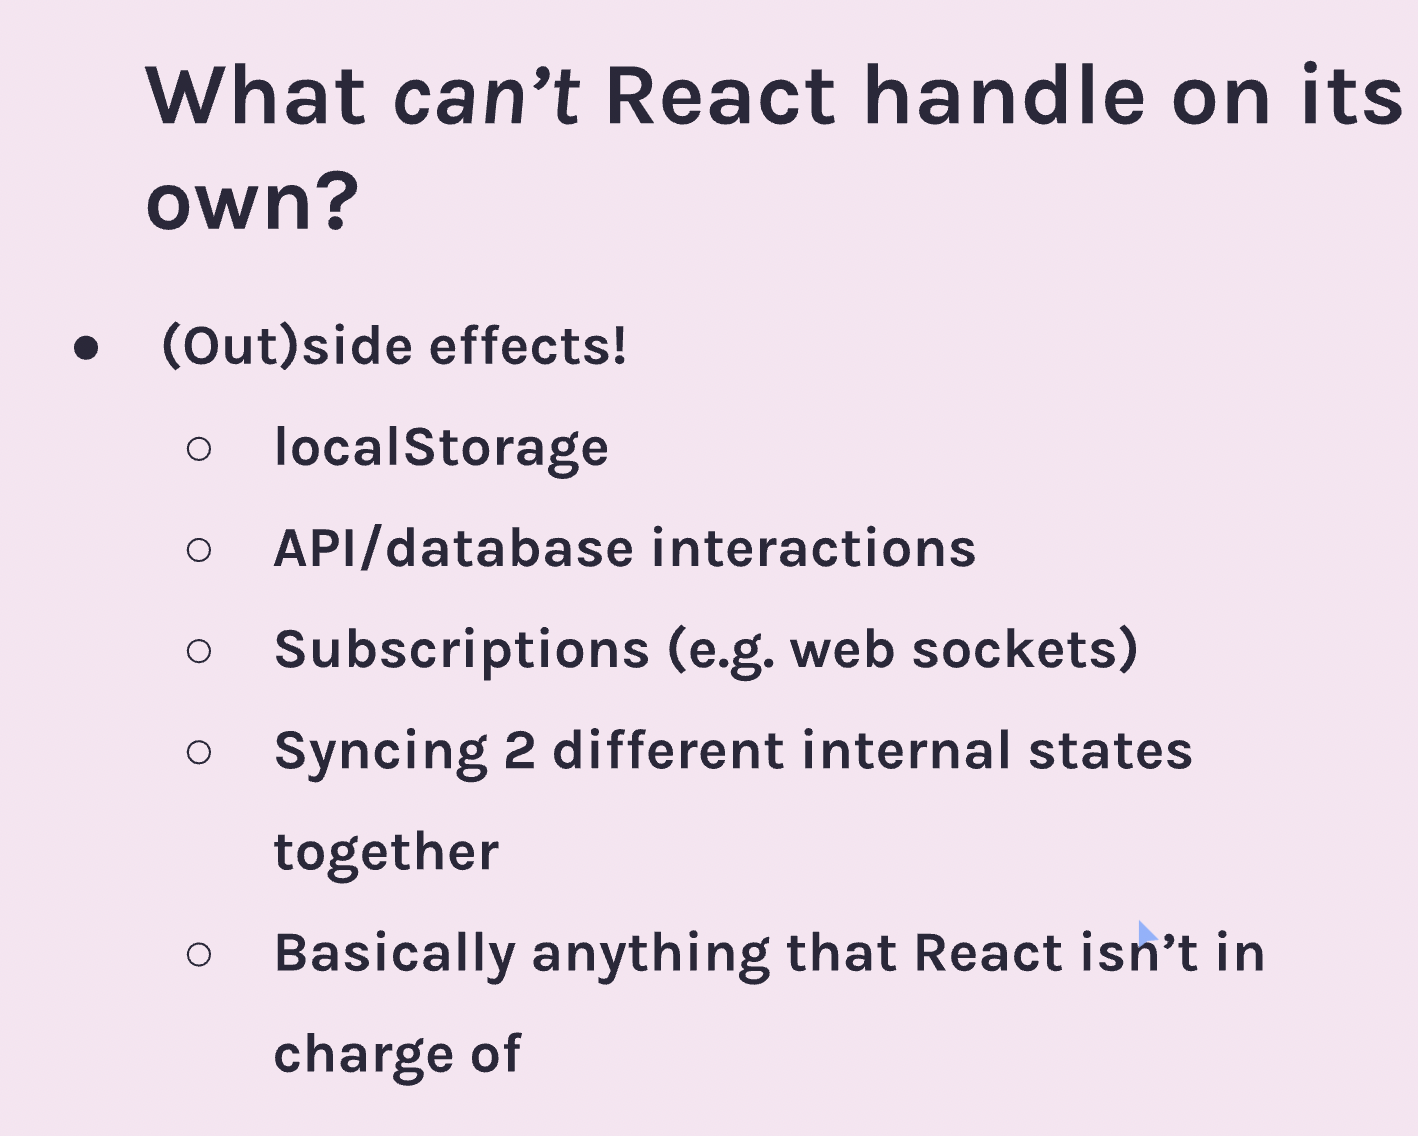 What can’t React handle on its
own?
● (Out)side effects!
○ localStorage
○ API/database interactions
○ Subscriptions (e.g. web sockets)
○ Syncing 2 different internal states
together
○ Basically anything that React isn’t in
charge of